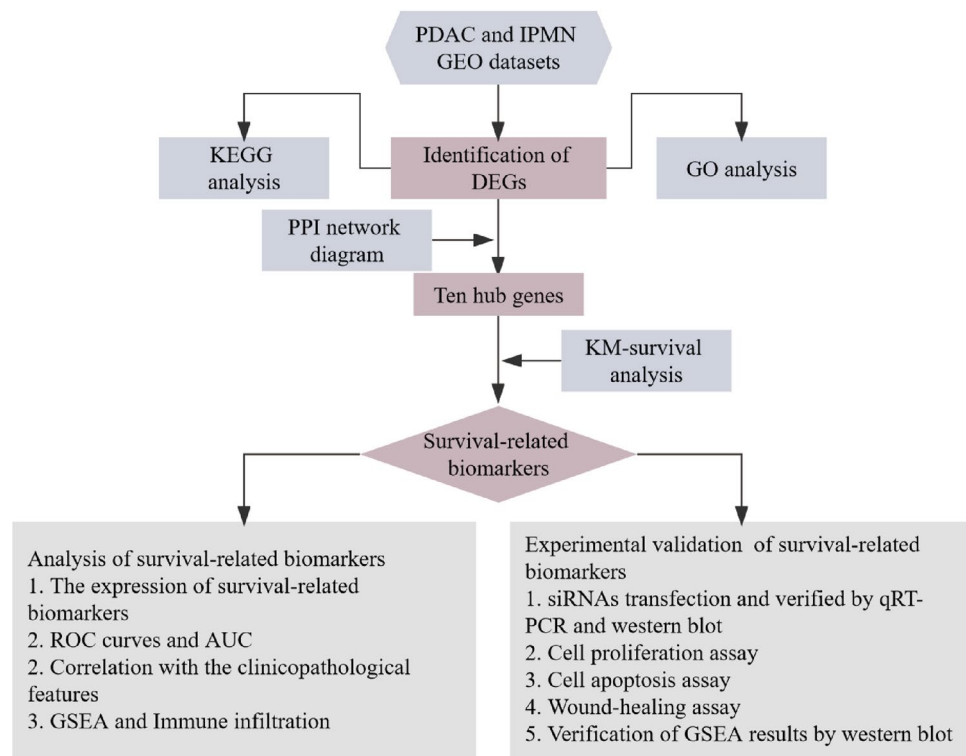 PDAC and IPMN
GEO datasets
KEGG
analysis
Identification of
DEGs
GO analysis
PPI network
diagram
Ten hub genes
KM-survival
analysis
Survival-related
biomarkers
Analysis of survival-related biomarkers
1. The expression of survival-related
biomarkers
2. ROC curves and AUC
2. Correlation with the clinicopathological
features
3. GSEA and Immune infiltration
Experimental validation of survival-related
biomarkers
1. siRNAs transfection and verified by qRT-
PCR and western blot
2. Cell proliferation assay
3. Cell apoptosis assay
4. Wound-healing assay
5. Verification of GSEA results by western blot